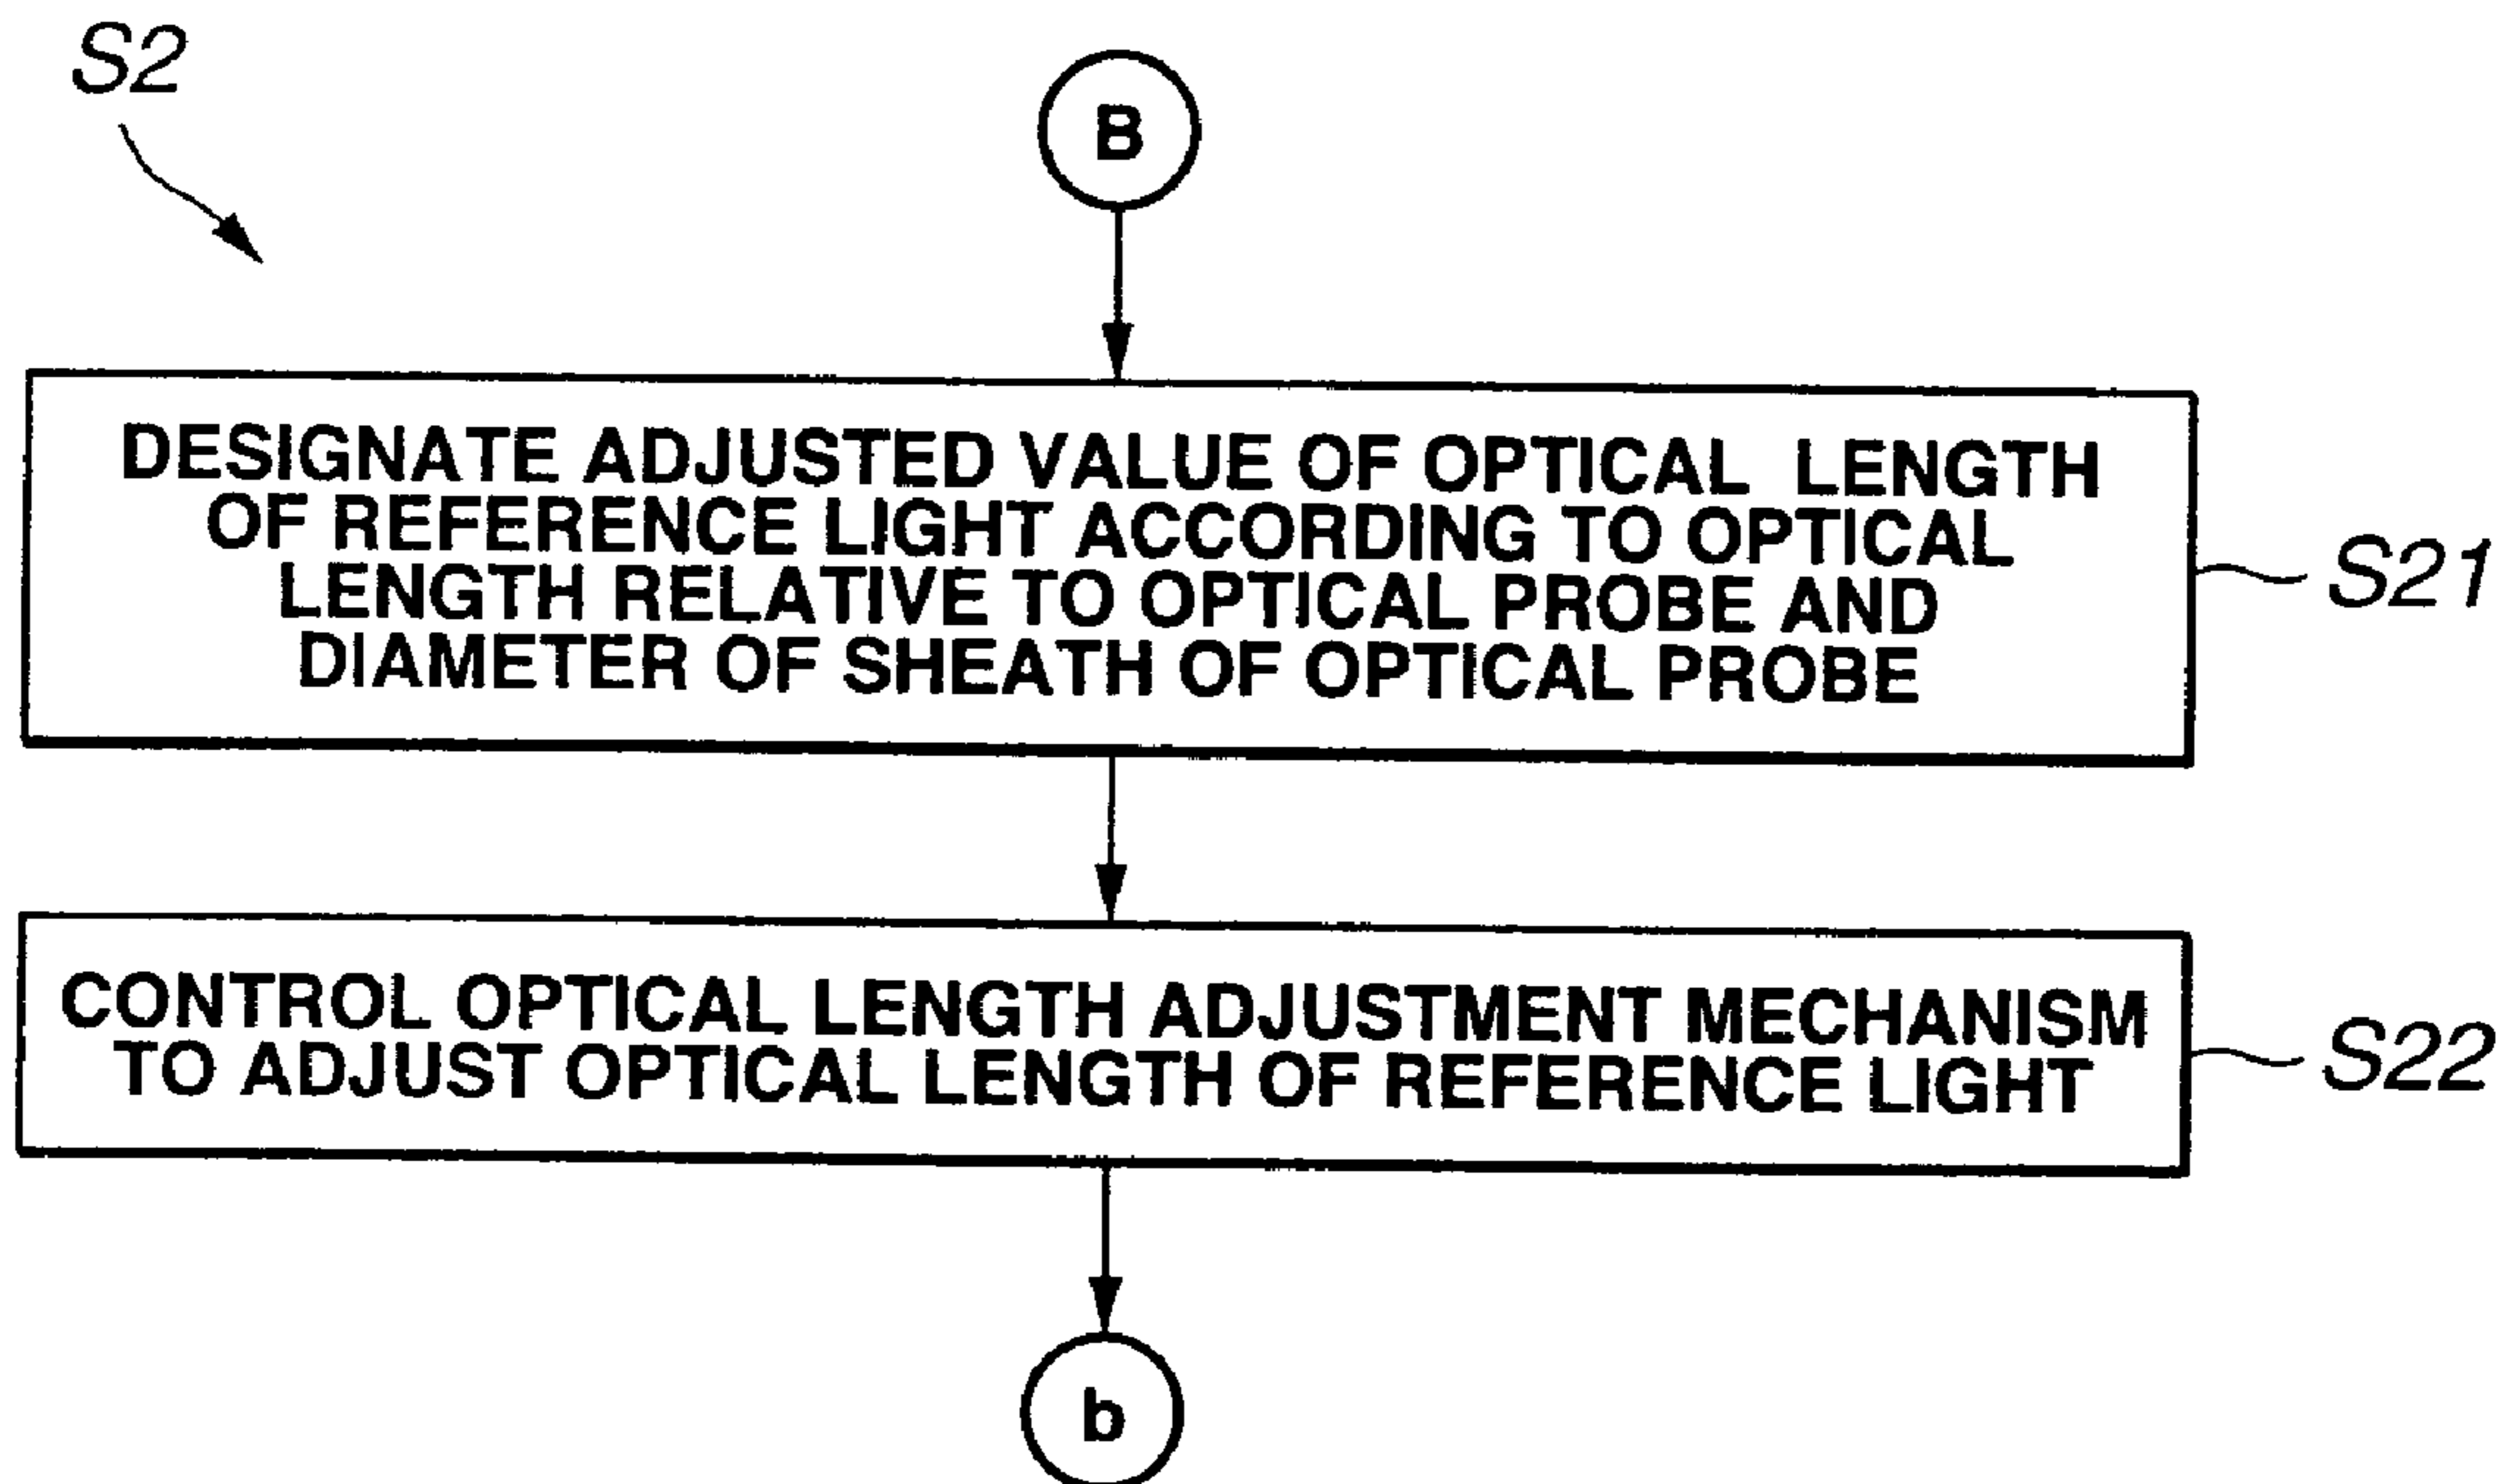 S2
B
DESIGNATE ADJUSTED VALUE OF OPTICAL LENGTH
OF REFERENCE LIGHT ACCORDING TO OPTICAL
LENGTH RELATIVE TO OPTICAL PROBE AND
DIAMETER OF SHEATH OF OPTICAL PROBE
S21
CONTROL OPTICAL LENGTH ADJUSTMENT MECHANISM
TO ADJUST OPTICAL LENGTH OF REFERENCE LIGHT
S22
b